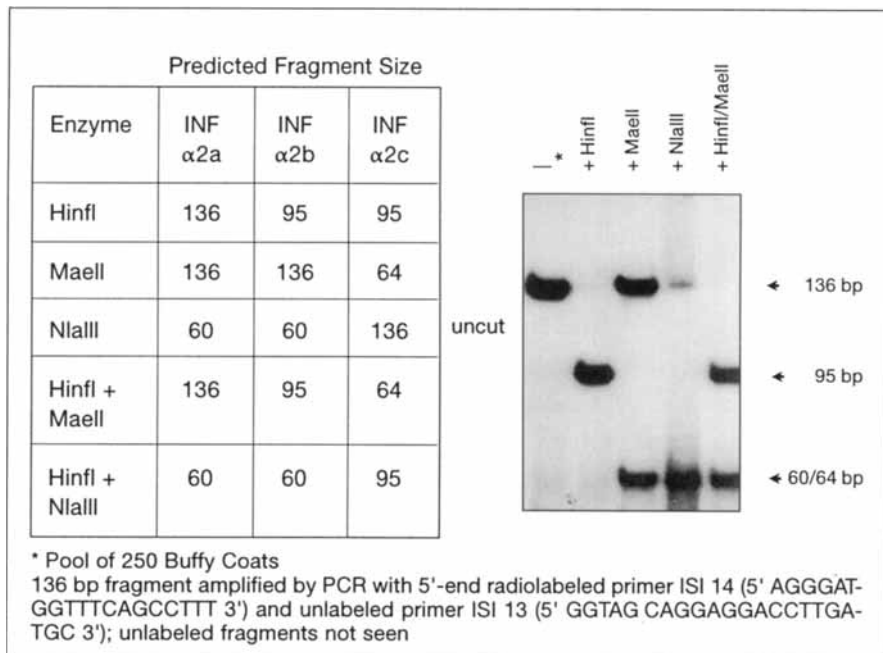 Predicted Fragment Size
Enzyme INF α2a INF α2b INF α2c
HinfI 136 95 95
MaeII 136 136 64
NlaIII 60 60 136
HinfI + MaeII 136 95 64
HinfI + NlaIII 60 60 95
uncut
— *
+ HinfI
+ MaeII
+ NlaIII
+ HinfI/MaeII
136 bp
95 bp
60/64 bp
* Pool of 250 Buffy Coats
136 bp fragment amplified by PCR with 5'-end radiolabeled primer ISI 14 (5' AGGGAT-
GGTTTCAGCCTTT 3') and unlabeled primer ISI 13 (5' GGTAG CAGGAGGACCTTGA-
TGC 3'); unlabeled fragments not seen